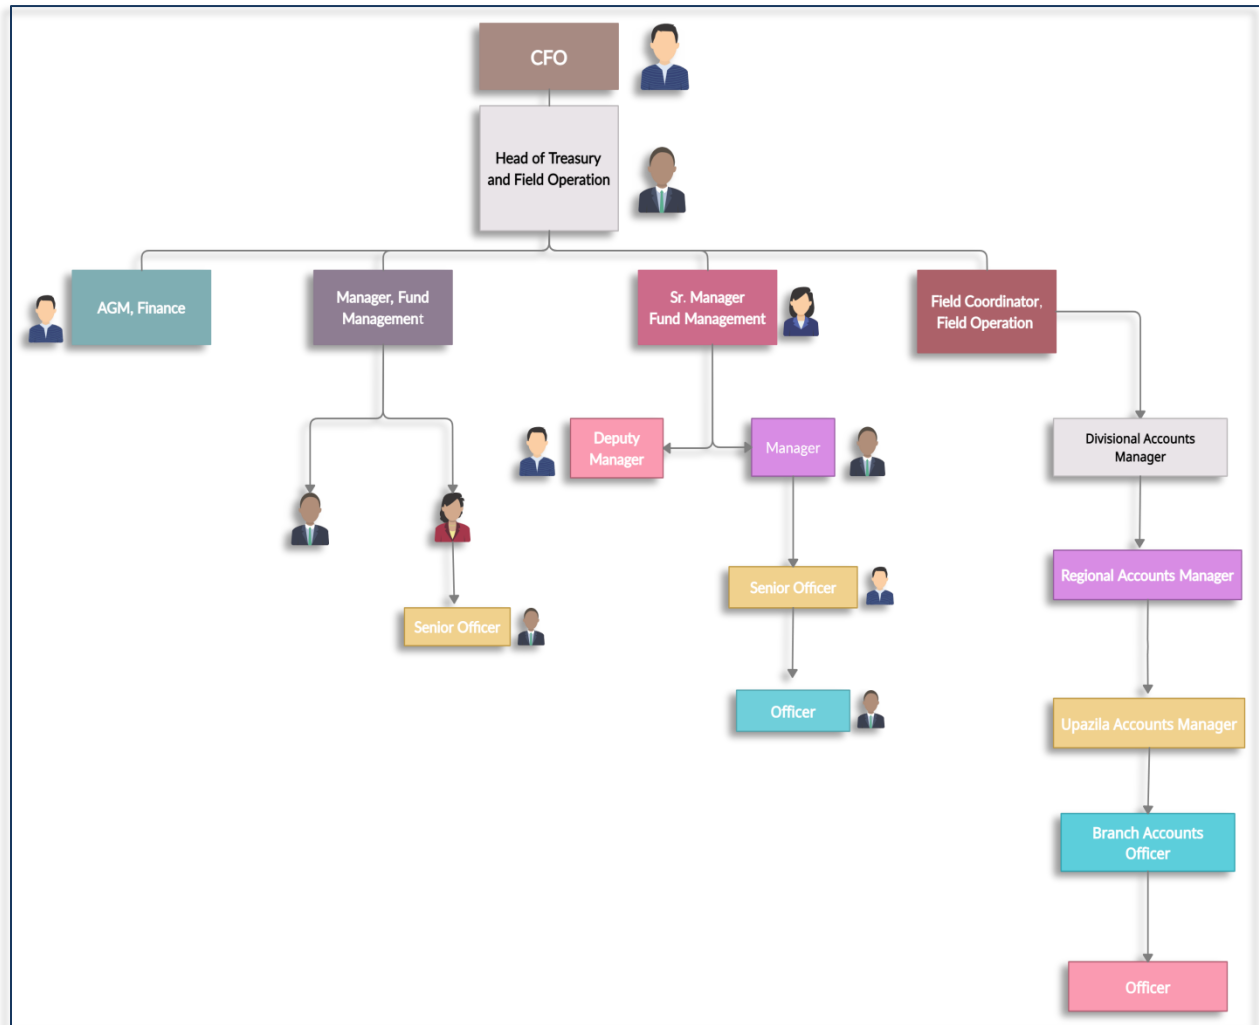 CFO
Head of Treasury
and Field Operation
AGM, Finance
Manager, Fund
Management
Sr. Manager
Fund Management
Field Coordinator,
Field Operation
Deputy
Manager
Manager
Divisional Accounts
Manager
Senior Officer
Regional Accounts Manager
Senior Officer
Officer
Upazila Accounts Manager
Branch Accounts
Officer
Officer